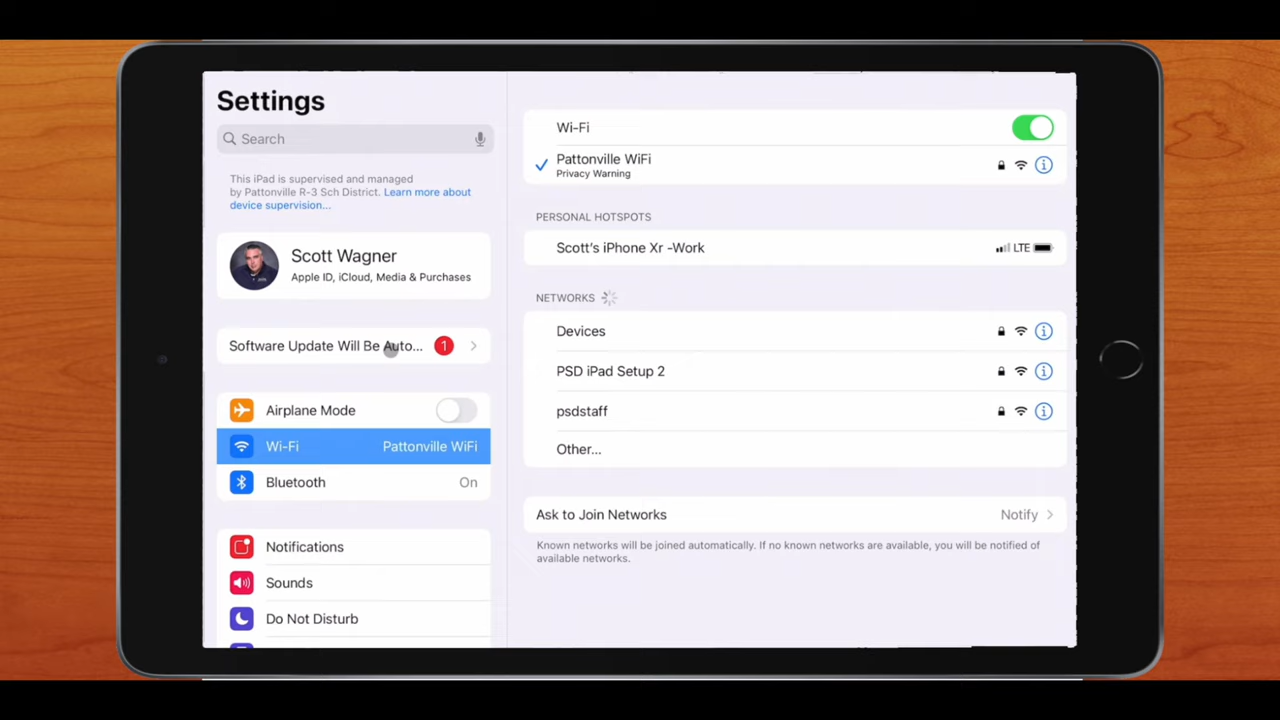 Settings
Search
This iPad is supervised and managed
by Pattonville R-3 Sch District. Learn more about
device supervision...
Scott Wagner
Apple ID, iCloud, Media & Purchases
Software Update Will Be Auto... 1
Airplane Mode
Wi-Fi Pattonville WiFi
Bluetooth On
Notifications
Sounds
Do Not Disturb
Wi-Fi
Pattonville WiFi
Privacy Warning
PERSONAL HOTSPOTS
Scott's iPhone Xr -Work LTE
NETWORKS
Devices
PSD iPad Setup 2
psdstaff
Other...
Ask to Join Networks Notify
Known networks will be joined automatically. If no known networks are available, you will be notified of
available networks.